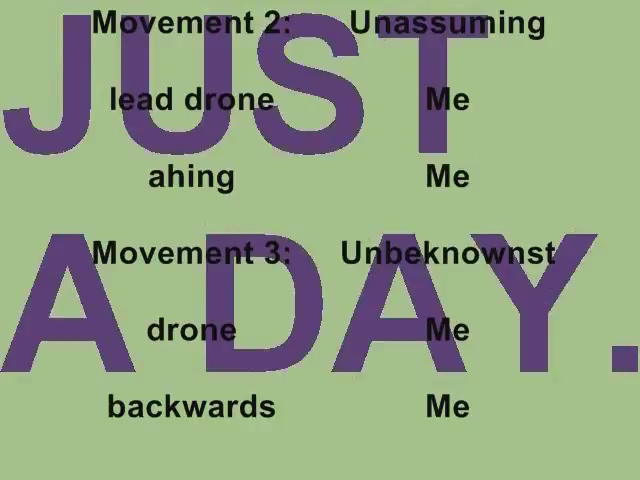 JUST
A DAY.
Movement 2: Unassuming
lead drone Me
ahing Me
Movement 3: Unbeknownst
drone Me
backwards Me